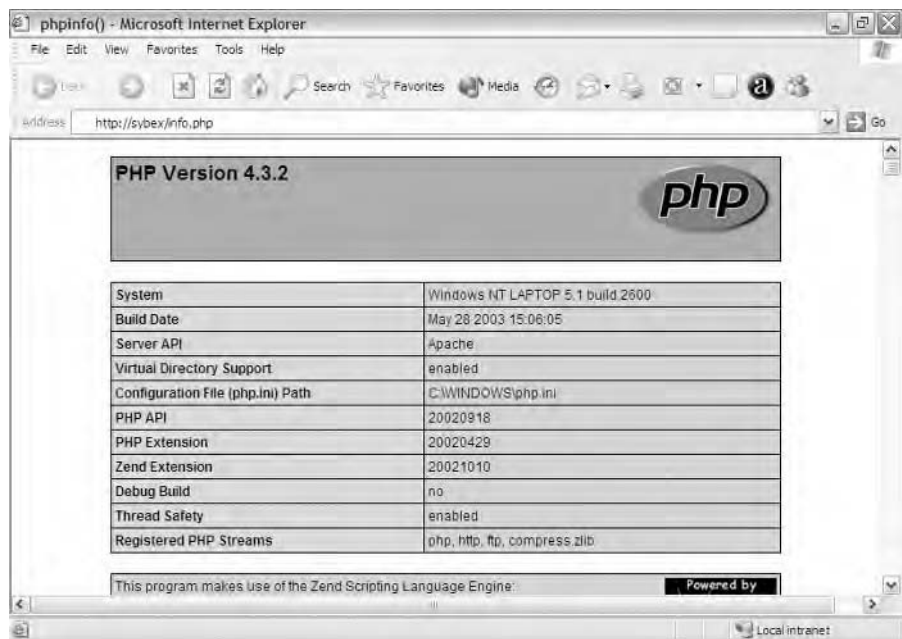 phpinfo() - Microsoft Internet Explorer
File Edit View Favorites Tools Help
Search Favorites Media
Address http://sybex/info.php Go
PHP Version 4.3.2
php
System Windows NT LAPTOP 5.1 build 2600
Build Date May 28 2003 15:06:05
Server API Apache
Virtual Directory Support enabled
Configuration File (php.ini) Path C:\WINDOWS\php.ini
PHP API 20020918
PHP Extension 20020429
Zend Extension 20021010
Debug Build no
Thread Safety enabled
Registered PHP Streams php, http, ftp, compress.zlib
This program makes use of the Zend Scripting Language Engine: Powered by
Local intranet